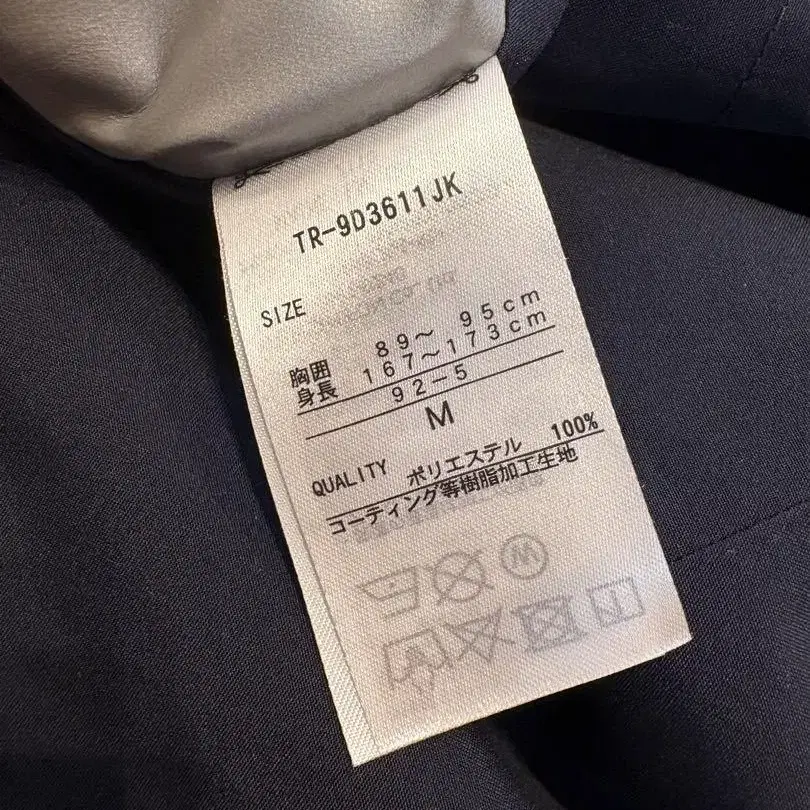 TR-9D3611JK
SIZE
胸囲 89～ 95cm
身長 167～173cm
92-5
M
QUALITY ポリエステル 100%
コーティング等樹脂加工生地